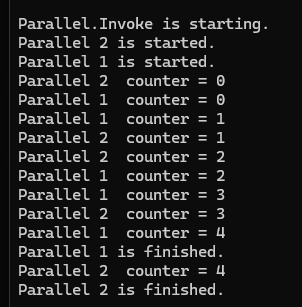 Parallel.Invoke is starting.
Parallel 2 is started.
Parallel 1 is started.
Parallel 2  counter = 0
Parallel 1  counter = 0
Parallel 1  counter = 1
Parallel 2  counter = 1
Parallel 2  counter = 2
Parallel 1  counter = 2
Parallel 1  counter = 3
Parallel 2  counter = 3
Parallel 1  counter = 4
Parallel 1 is finished.
Parallel 2  counter = 4
Parallel 2 is finished.